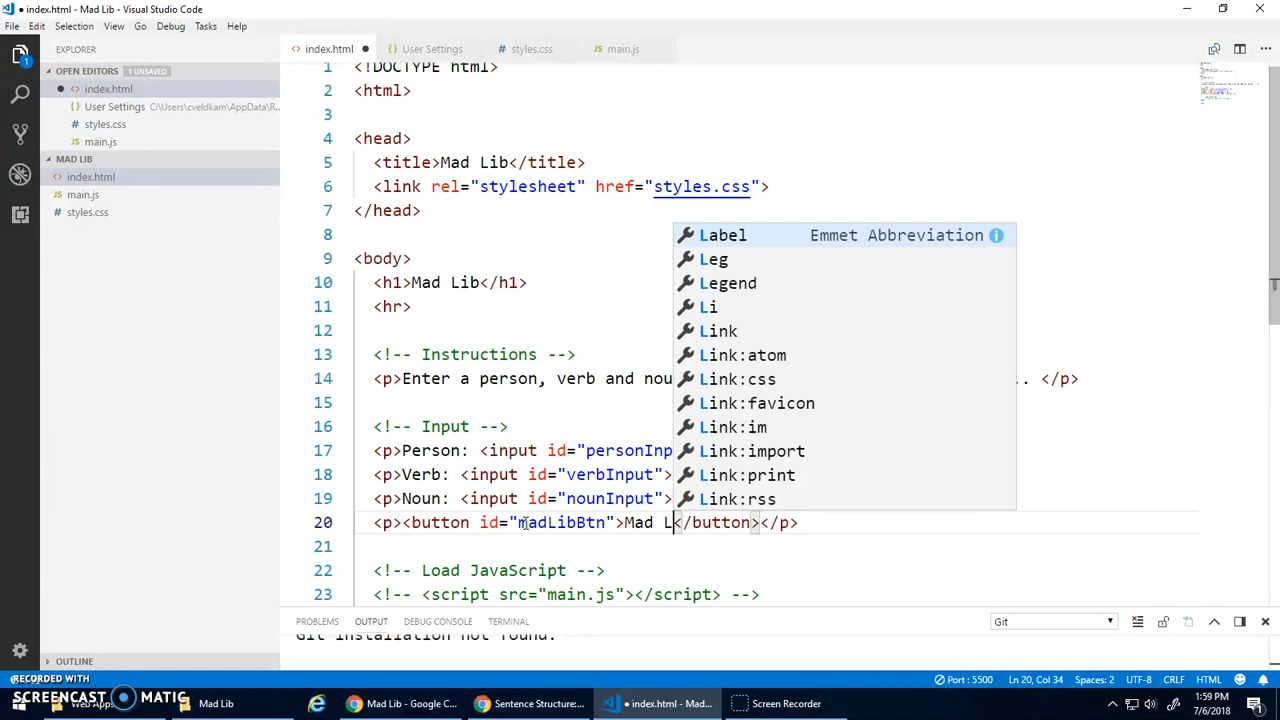 ● index.html - Mad Lib - Visual Studio Code
File Edit Selection View Go Debug Tasks Help
EXPLORER
index.html ● User Settings styles.css main.js
OPEN EDITORS 1 UNSAVED
● index.html
User Settings C:\Users\cveldkam\AppData\R...
styles.css
main.js
MAD LIB
index.html
main.js
styles.css
OUTLINE
1 <!DOCTYPE html>
2 <html>
3
4 <head>
5 <title>Mad Lib</title>
6 <link rel="stylesheet" href="styles.css">
7 </head>
8
9 <body>
10 <h1>Mad Lib</h1>
11 <hr>
12
13 <!-- Instructions -->
14 <p>Enter a person, verb and nou .. </p>
15
16 <!-- Input -->
17 <p>Person: <input id="personInp
18 <p>Verb: <input id="verbInput">
19 <p>Noun: <input id="nounInput">
20 <p><button id="madLibBtn">Mad L</button></p>
21
22 <!-- Load JavaScript -->
23 <!-- <script src="main.js"></script> -->
Label Emmet Abbreviation
Leg
Legend
Li
Link
Link:atom
Link:css
Link:favicon
Link:im
Link:import
Link:print
Link:rss
PROBLEMS OUTPUT DEBUG CONSOLE TERMINAL Git
Git installation not found.
Port : 5500 Ln 20, Col 34 Spaces: 2 UTF-8 CRLF HTML
SCREENCAST MATIC
Mad Lib
Mad Lib - Google C...
Sentence Structure:...
● index.html - Mad...
Screen Recorder
1:59 PM
7/6/2018